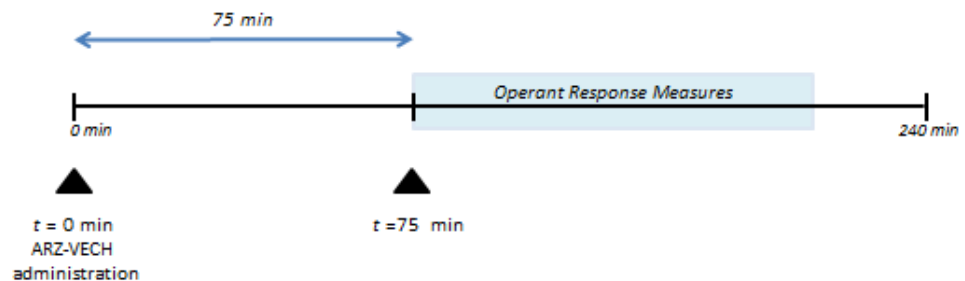 75 min
Operant Response Measures
0 min
240 min
t = 0 min
t =75 min
ARZ-VECH
administration